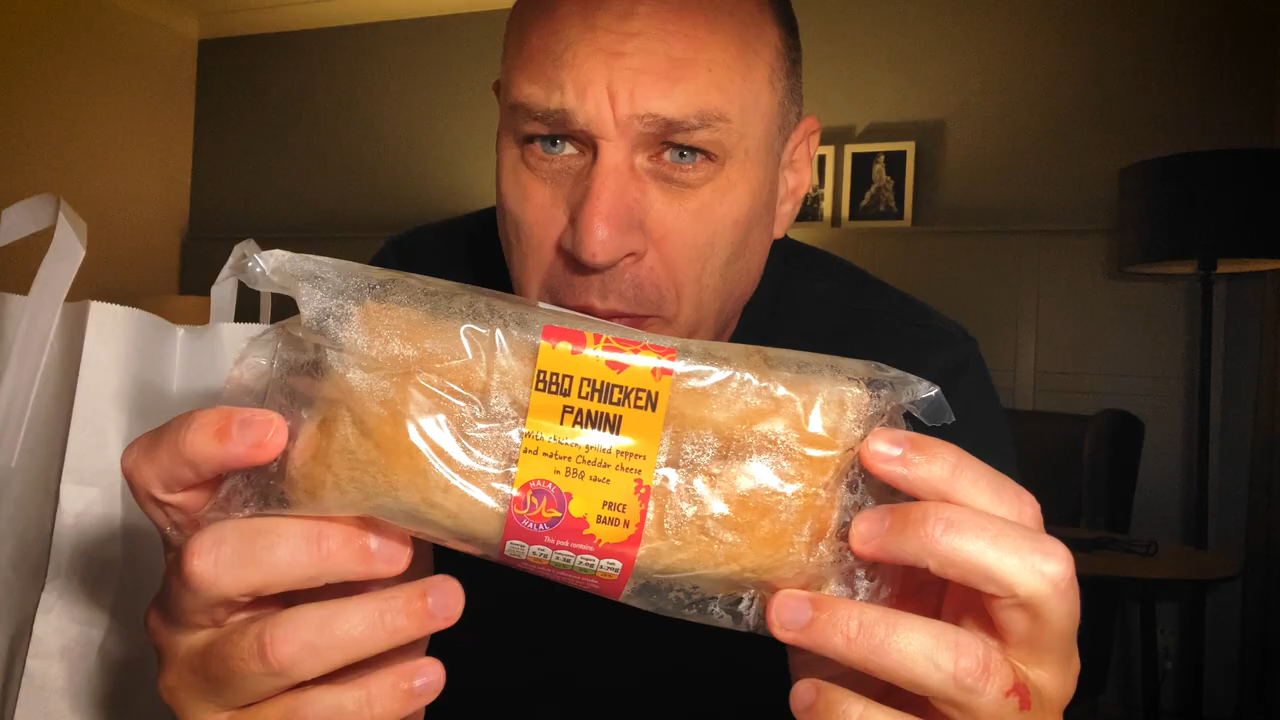 BBQ CHICKEN
PANINI
With chicken, grilled peppers
and mature Cheddar cheese
in BBQ sauce
HALAL
حلال
HALAL
PRICE
BAND N
This pack contains: